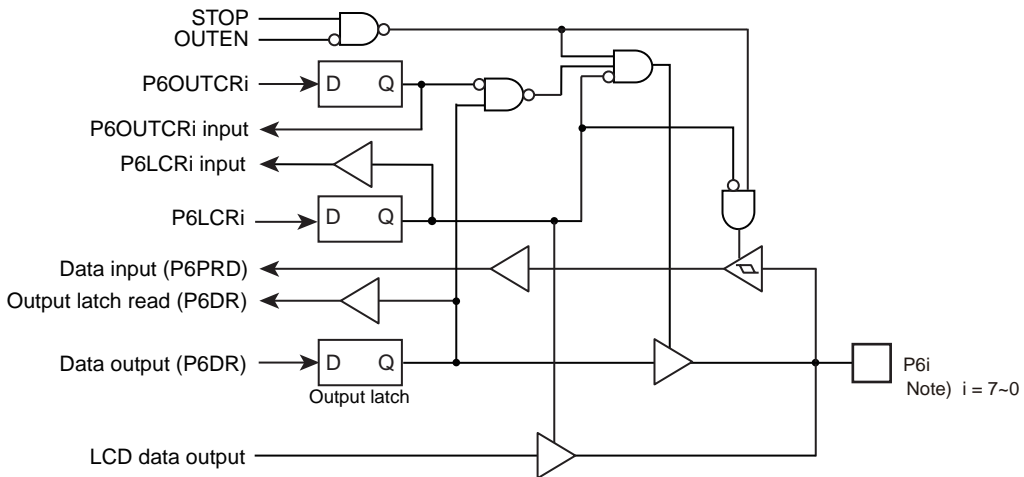 STOP
OUTEN
P6OUTCRi
D Q
P6OUTCRi input
P6LCRi input
P6LCRi
D Q
Data input (P6PRD)
Output latch read (P6DR)
Data output (P6DR)
D Q
Output latch
P6i
Note) i = 7~0
LCD data output